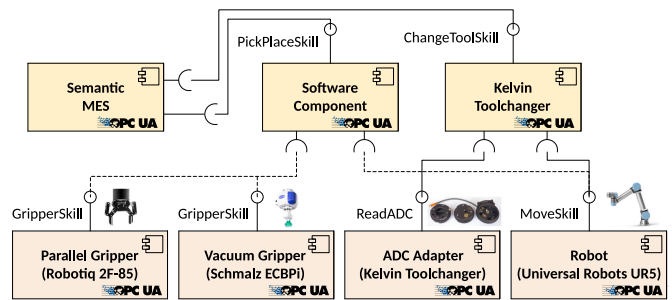 PickPlaceSkill
ChangeToolSkill
Semantic
MES
OPC UA
Software
Component
OPC UA
Kelvin
Toolchanger
OPC UA
GripperSkill
GripperSkill
ReadADC
MoveSkill
Parallel Gripper
(Robotiq 2F-85)
OPC UA
Vacuum Gripper
(Schmalz ECBPi)
OPC UA
ADC Adapter
(Kelvin Toolchanger)
OPC UA
Robot
(Universal Robots UR5)
OPC UA